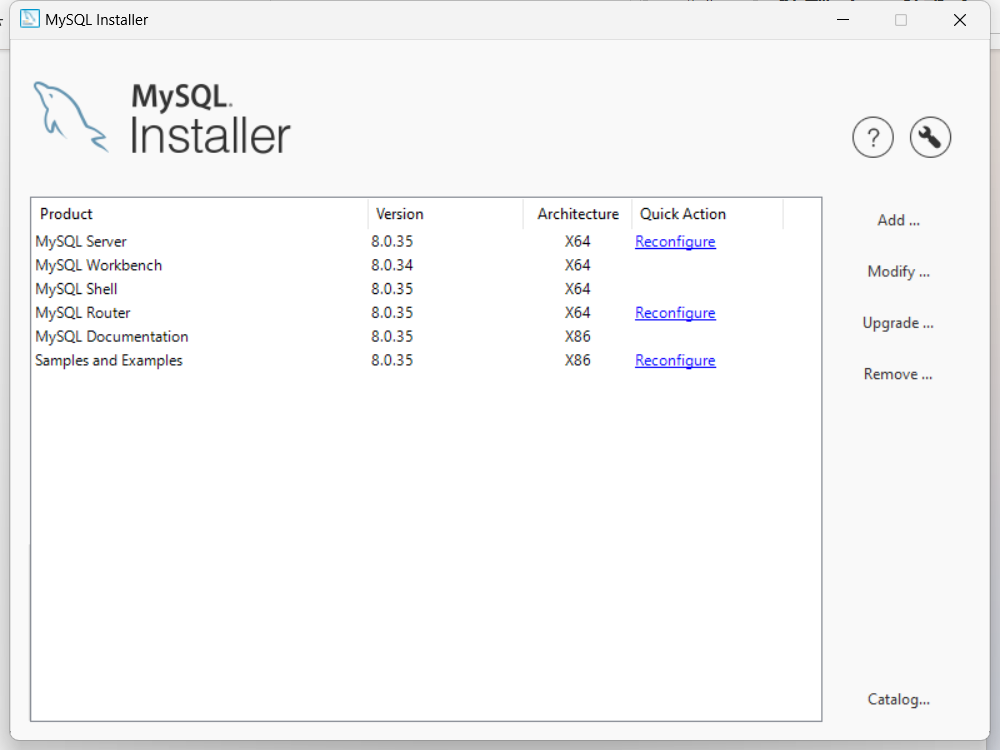 MySQL Installer
MySQL.
Installer
?
Product Version Architecture Quick Action
MySQL Server 8.0.35 X64 Reconfigure
MySQL Workbench 8.0.34 X64
MySQL Shell 8.0.35 X64
MySQL Router 8.0.35 X64 Reconfigure
MySQL Documentation 8.0.35 X86
Samples and Examples 8.0.35 X86 Reconfigure
Add ...
Modify ...
Upgrade ...
Remove ...
Catalog...